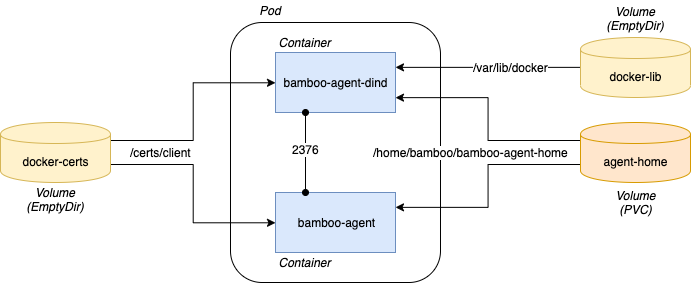 Pod
Volume
(EmptyDir)
Container
bamboo-agent-dind
/var/lib/docker
docker-lib
docker-certs
/certs/client
2376
/home/bamboo/bamboo-agent-home
agent-home
Volume
(EmptyDir)
Volume
(PVC)
bamboo-agent
Container